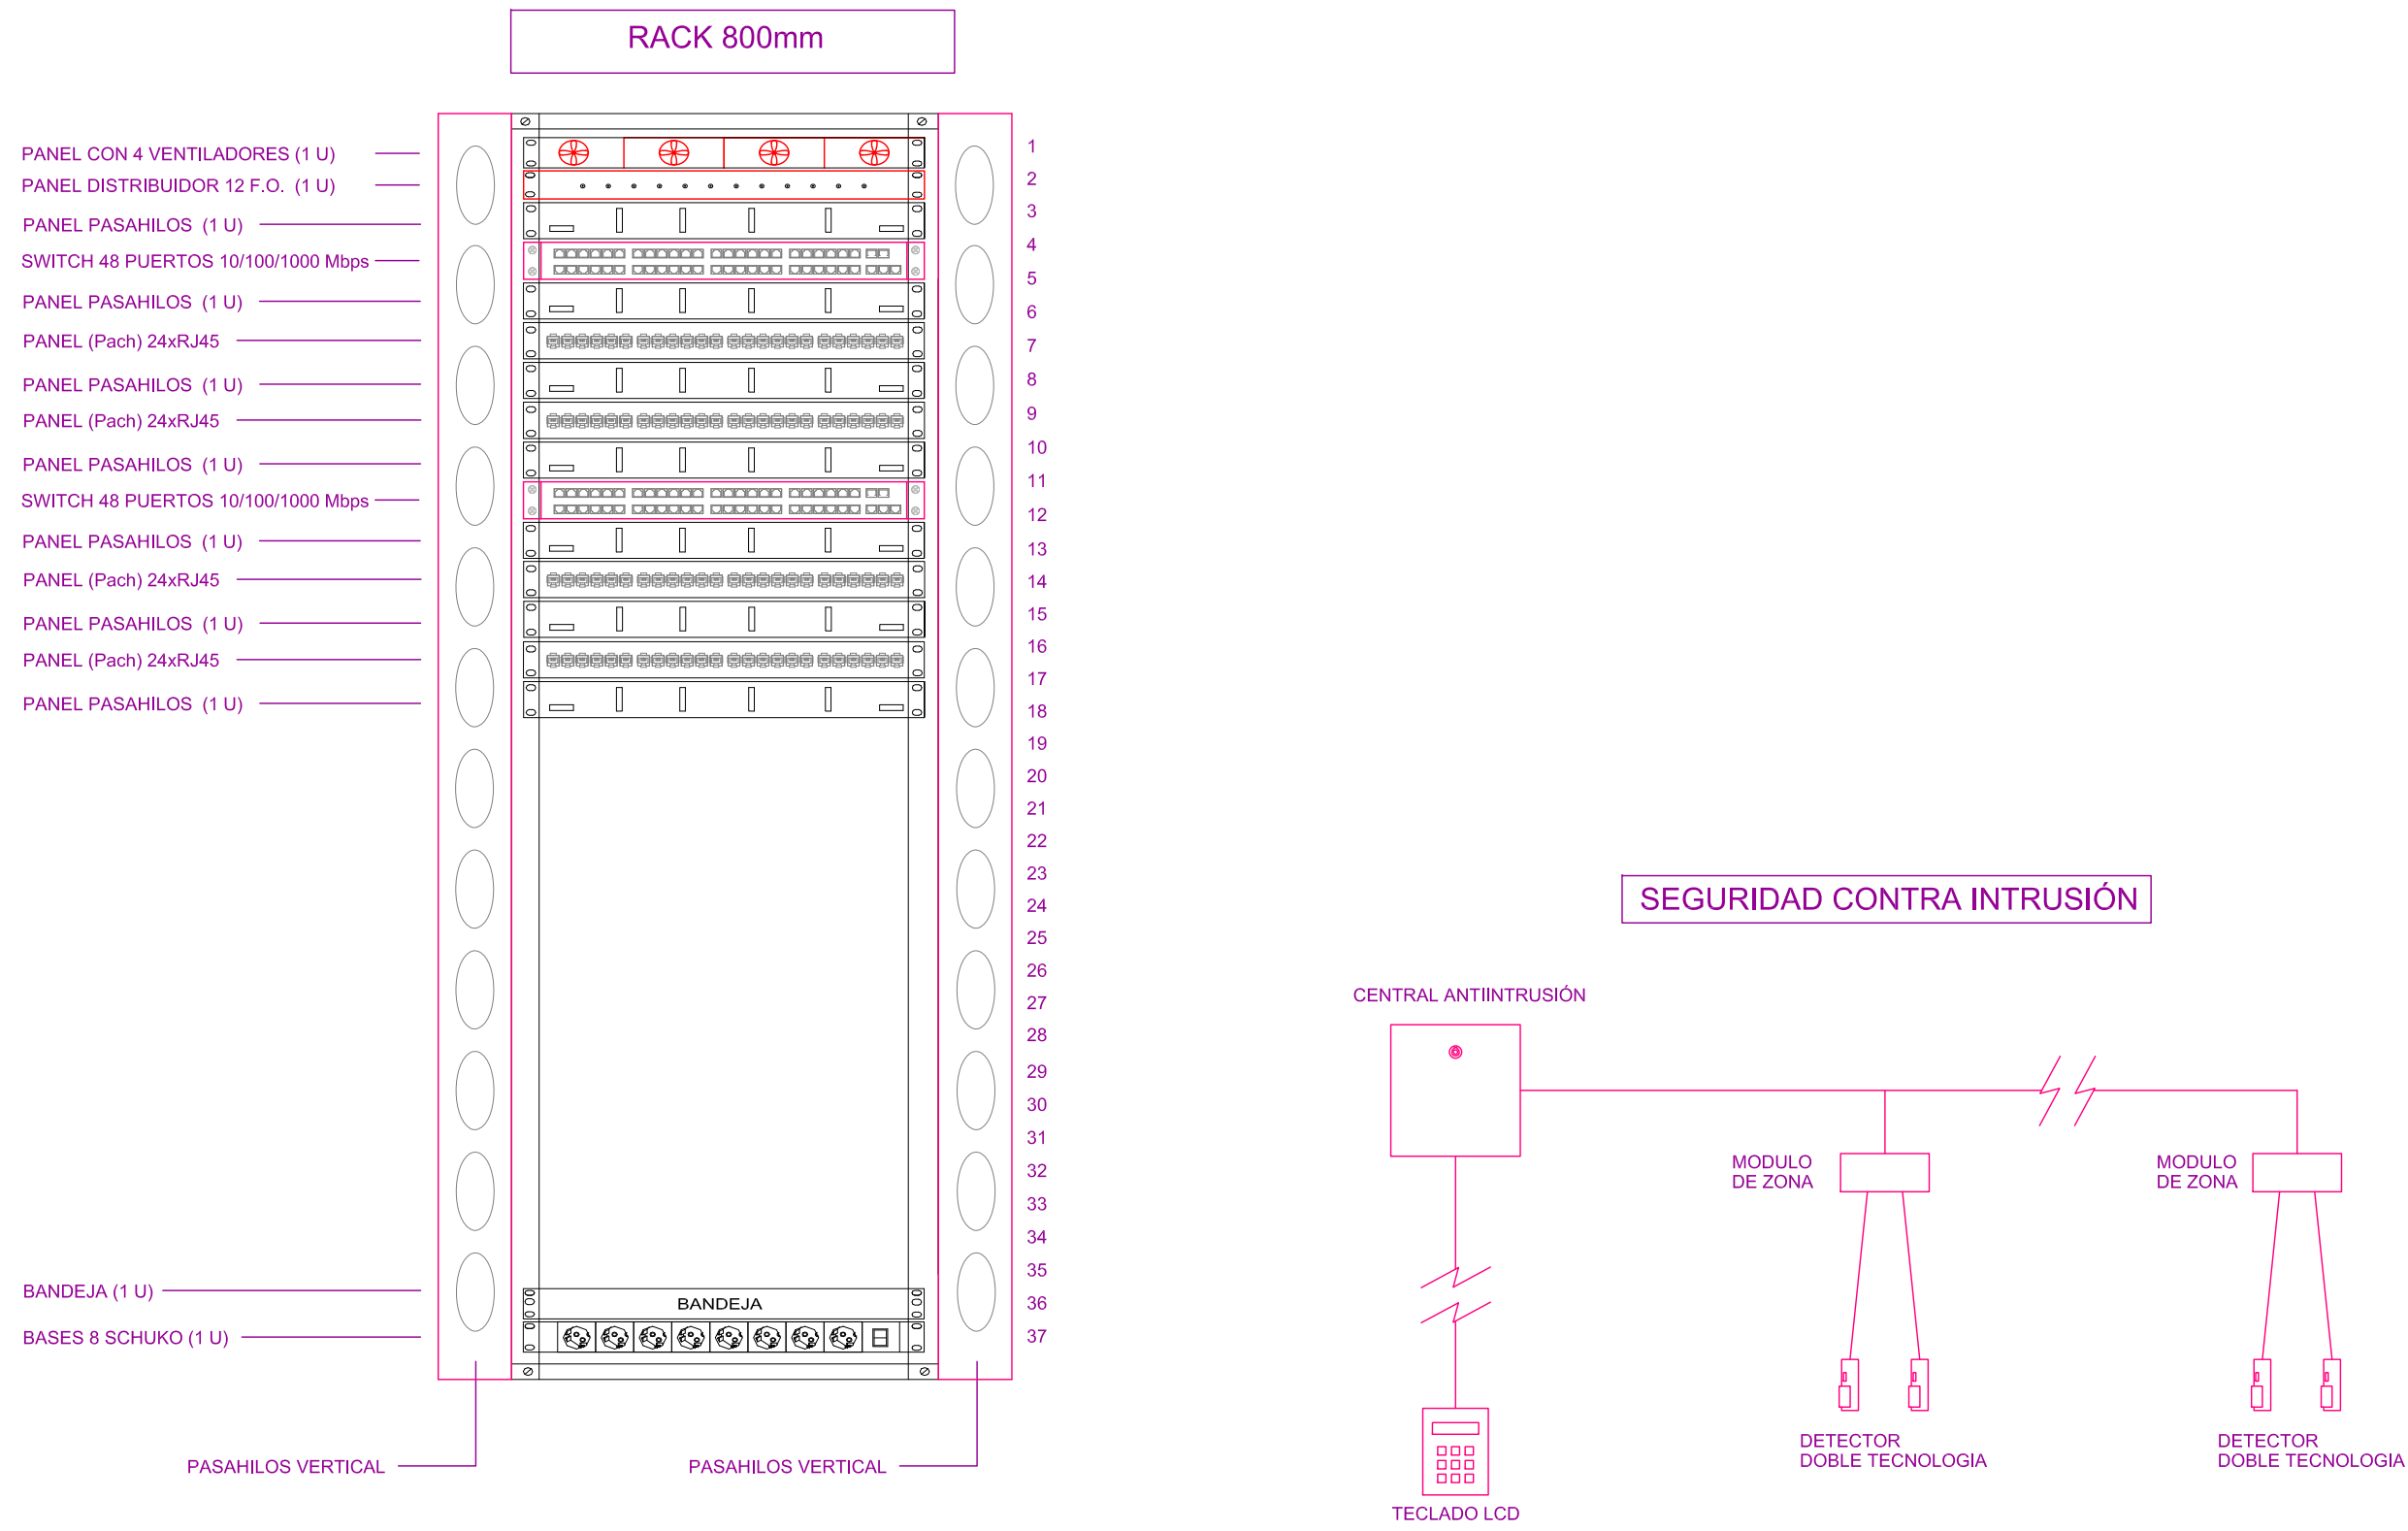 RACK 800mm
PANEL CON 4 VENTILADORES (1 U)
PANEL DISTRIBUIDOR 12 F.O. (1 U)
PANEL PASAHILOS (1 U)
SWITCH 48 PUERTOS 10/100/1000 Mbps
PANEL PASAHILOS (1 U)
PANEL (Pach) 24xRJ45
PANEL PASAHILOS (1 U)
PANEL (Pach) 24xRJ45
PANEL PASAHILOS (1 U)
SWITCH 48 PUERTOS 10/100/1000 Mbps
PANEL PASAHILOS (1 U)
PANEL (Pach) 24xRJ45
PANEL PASAHILOS (1 U)
PANEL (Pach) 24xRJ45
PANEL PASAHILOS (1 U)
BANDEJA (1 U)
BASES 8 SCHUKO (1 U)
BANDEJA
1
2
3
4
5
6
7
8
9
10
11
12
13
14
15
16
17
18
19
20
21
22
23
24
25
26
27
28
29
30
31
32
33
34
35
36
37
PASAHILOS VERTICAL
PASAHILOS VERTICAL
SEGURIDAD CONTRA INTRUSIÓN
CENTRAL ANTIINTRUSIÓN
MODULO
DE ZONA
MODULO
DE ZONA
DETECTOR
DOBLE TECNOLOGIA
DETECTOR
DOBLE TECNOLOGIA
TECLADO LCD